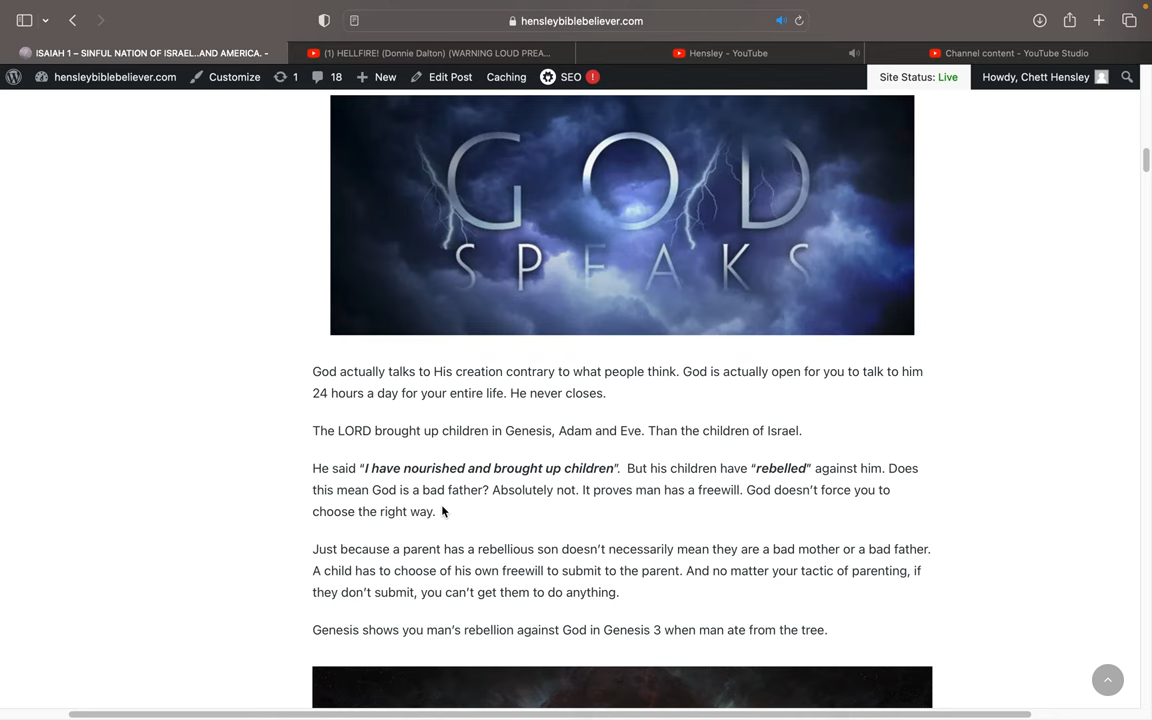 hensleybiblebeliever.com
ISAIAH 1 – SINFUL NATION OF ISRAEL..AND AMERICA. -
(1) HELLFIRE! (Donnie Dalton) (WARNING LOUD PREA...
Hensley - YouTube
Channel content - YouTube Studio
hensleybiblebeliever.com
Customize
1
18
New
Edit Post
Caching
SEO
!
Site Status: Live
Howdy, Chett Hensley
GOD
SPEAKS
God actually talks to His creation contrary to what people think. God is actually open for you to talk to him
24 hours a day for your entire life. He never closes.
The LORD brought up children in Genesis, Adam and Eve. Than the children of Israel.
He said “I have nourished and brought up children”.  But his children have “rebelled” against him. Does
this mean God is a bad father? Absolutely not. It proves man has a freewill. God doesn’t force you to
choose the right way.
Just because a parent has a rebellious son doesn’t necessarily mean they are a bad mother or a bad father.
A child has to choose of his own freewill to submit to the parent. And no matter your tactic of parenting, if
they don’t submit, you can’t get them to do anything.
Genesis shows you man’s rebellion against God in Genesis 3 when man ate from the tree.